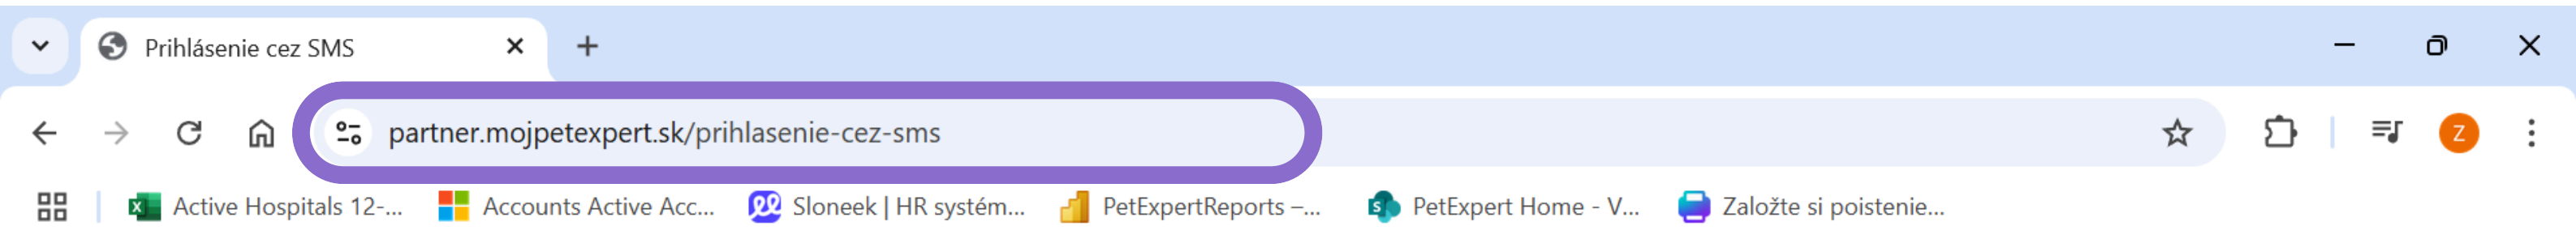 Prihlásenie cez SMS
partner.mojpetexpert.sk/prihlasenie-cez-sms
Z
Active Hospitals 12-... Accounts Active Acc... Sloneek | HR systém... PetExpertReports –... PetExpert Home - V... Založte si poistenie...